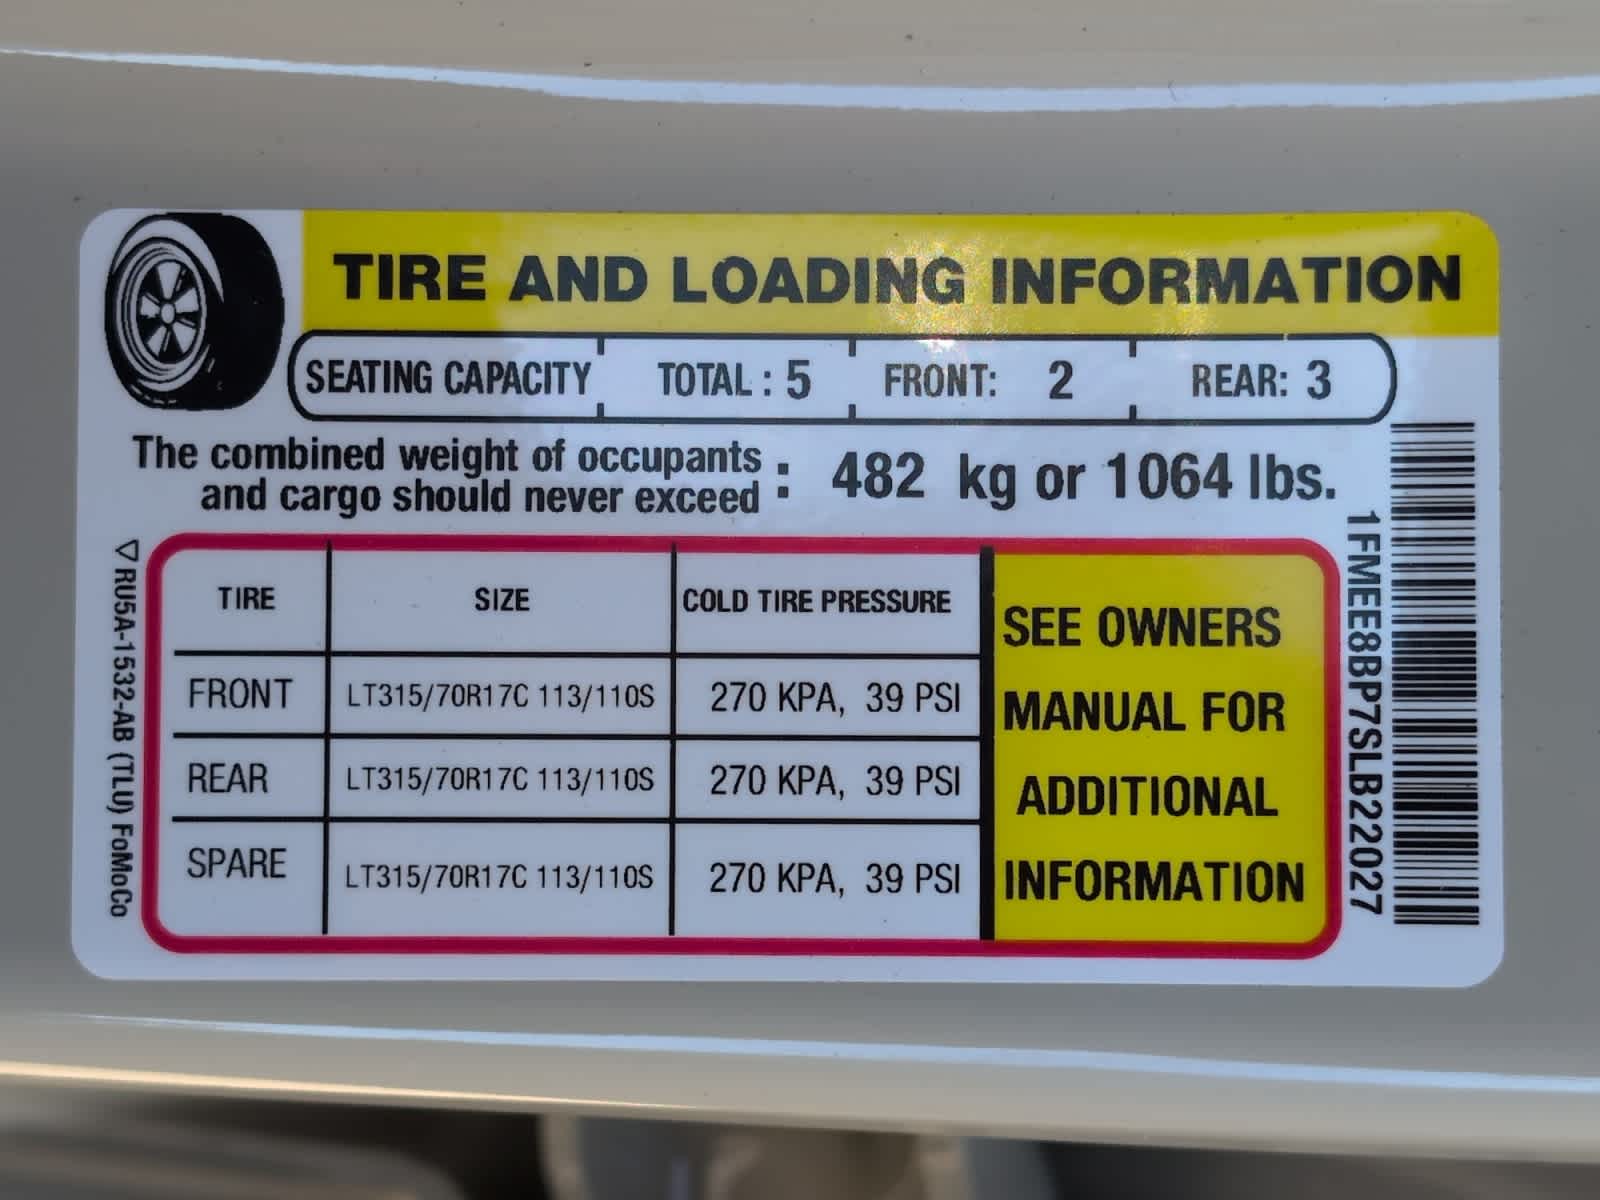 TIRE AND LOADING INFORMATION
SEATING CAPACITY TOTAL : 5 FRONT: 2 REAR: 3
The combined weight of occupants
and cargo should never exceed : 482 kg or 1064 lbs.
TIRE SIZE COLD TIRE PRESSURE
FRONT LT315/70R17C 113/110S 270 KPA, 39 PSI
REAR LT315/70R17C 113/110S 270 KPA, 39 PSI
SPARE LT315/70R17C 113/110S 270 KPA, 39 PSI
SEE OWNERS
MANUAL FOR
ADDITIONAL
INFORMATION
RU5A-1532-AB (TLU) FoMoCo
1FMEE8BP7SLB22027